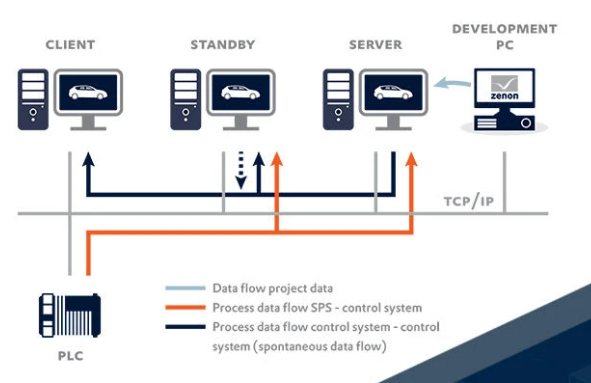 CLIENT
STANDBY
SERVER
DEVELOPMENT
PC
zenon
TCP/IP
PLC
Data flow project data
Process data flow SPS - control system
Process data flow control system - control
system (spontaneous data flow)